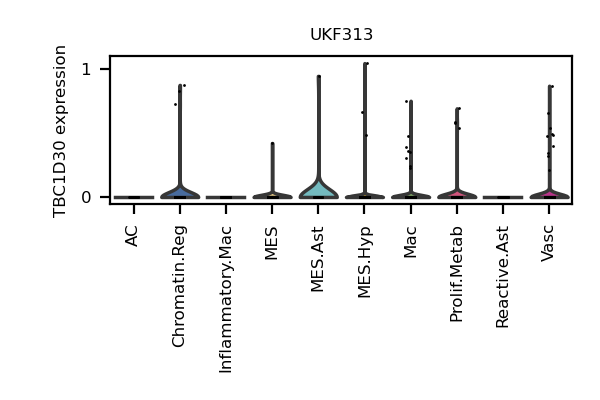 UKF313
TBC1D30 expression
1
0
AC
Chromatin.Reg
Inflammatory.Mac
MES
MES.Ast
MES.Hyp
Mac
Prolif.Metab
Reactive.Ast
Vasc